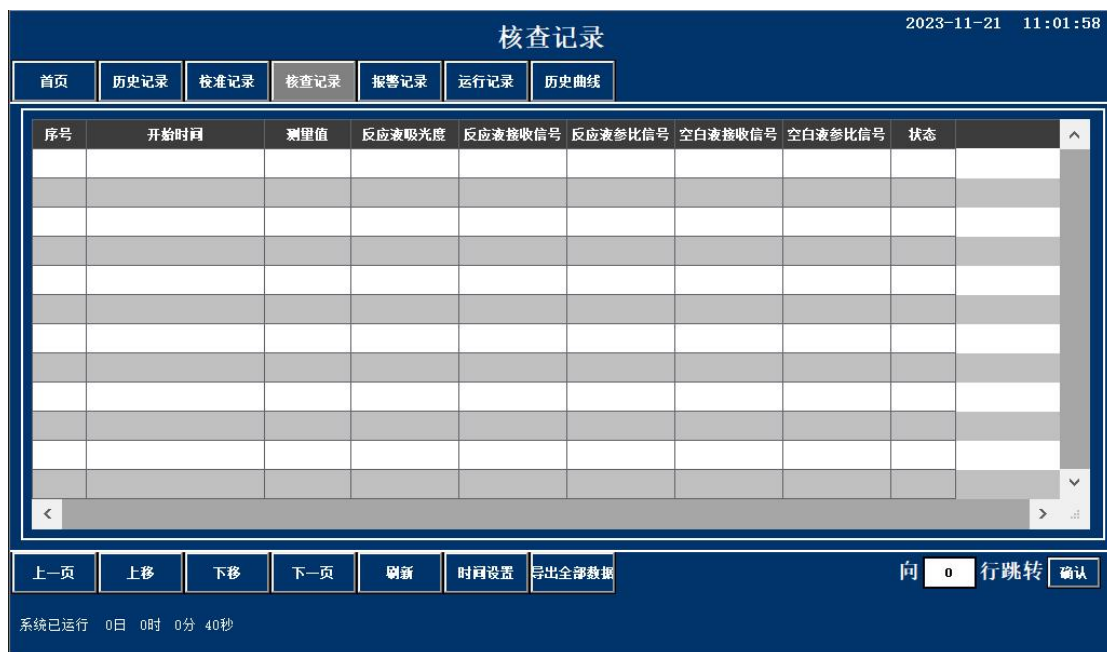 核查记录
2023-11-21 11:01:58
首页 历史记录 校准记录 核查记录 报警记录 运行记录 历史曲线
序号 开始时间 测里值 反应液吸光度 反应液接收信号 反应液参比信号 空白液接收信号 空白液参比信号 状态
上一页 上移 下移 下一页 刷新 时间设置 导出全部数据 向 0 行跳转 确认
系统已运行 0日 0时 0分 40秒